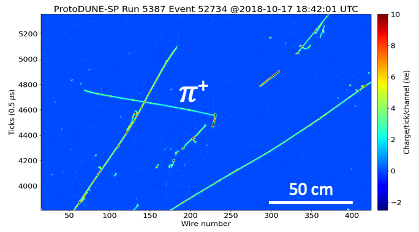 ProtoDUNE-SP Run 5387 Event 52734 @2018-10-17 18:42:01 UTC
5200
5000
4800
4600
4400
4200
4000
Ticks (0.5 µs)
50 100 150 200 250 300 350 400
Wire number
π+
50 cm
10
8
6
4
2
0
−2
Charge/tick/channel (ke)